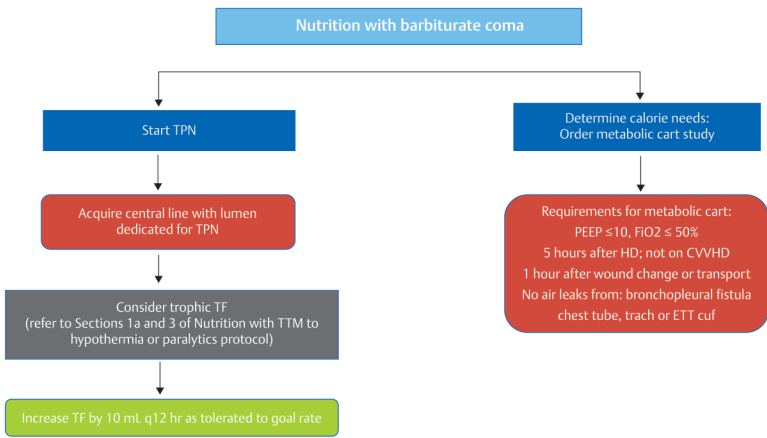 Nutrition with barbiturate coma
Start TPN
Acquire central line with lumen
dedicated for TPN
Consider trophic TF
(refer to Sections 1a and 3 of Nutrition with TTM to
hypothermia or paralytics protocol)
Increase TF by 10 mL q12 hr as tolerated to goal rate
Determine calorie needs:
Order metabolic cart study
Requirements for metabolic cart:
PEEP ≤10, FiO2 ≤ 50%
5 hours after HD; not on CVVHD
1 hour after wound change or transport
No air leaks from: bronchopleural fistula
chest tube, trach or ETT cuf